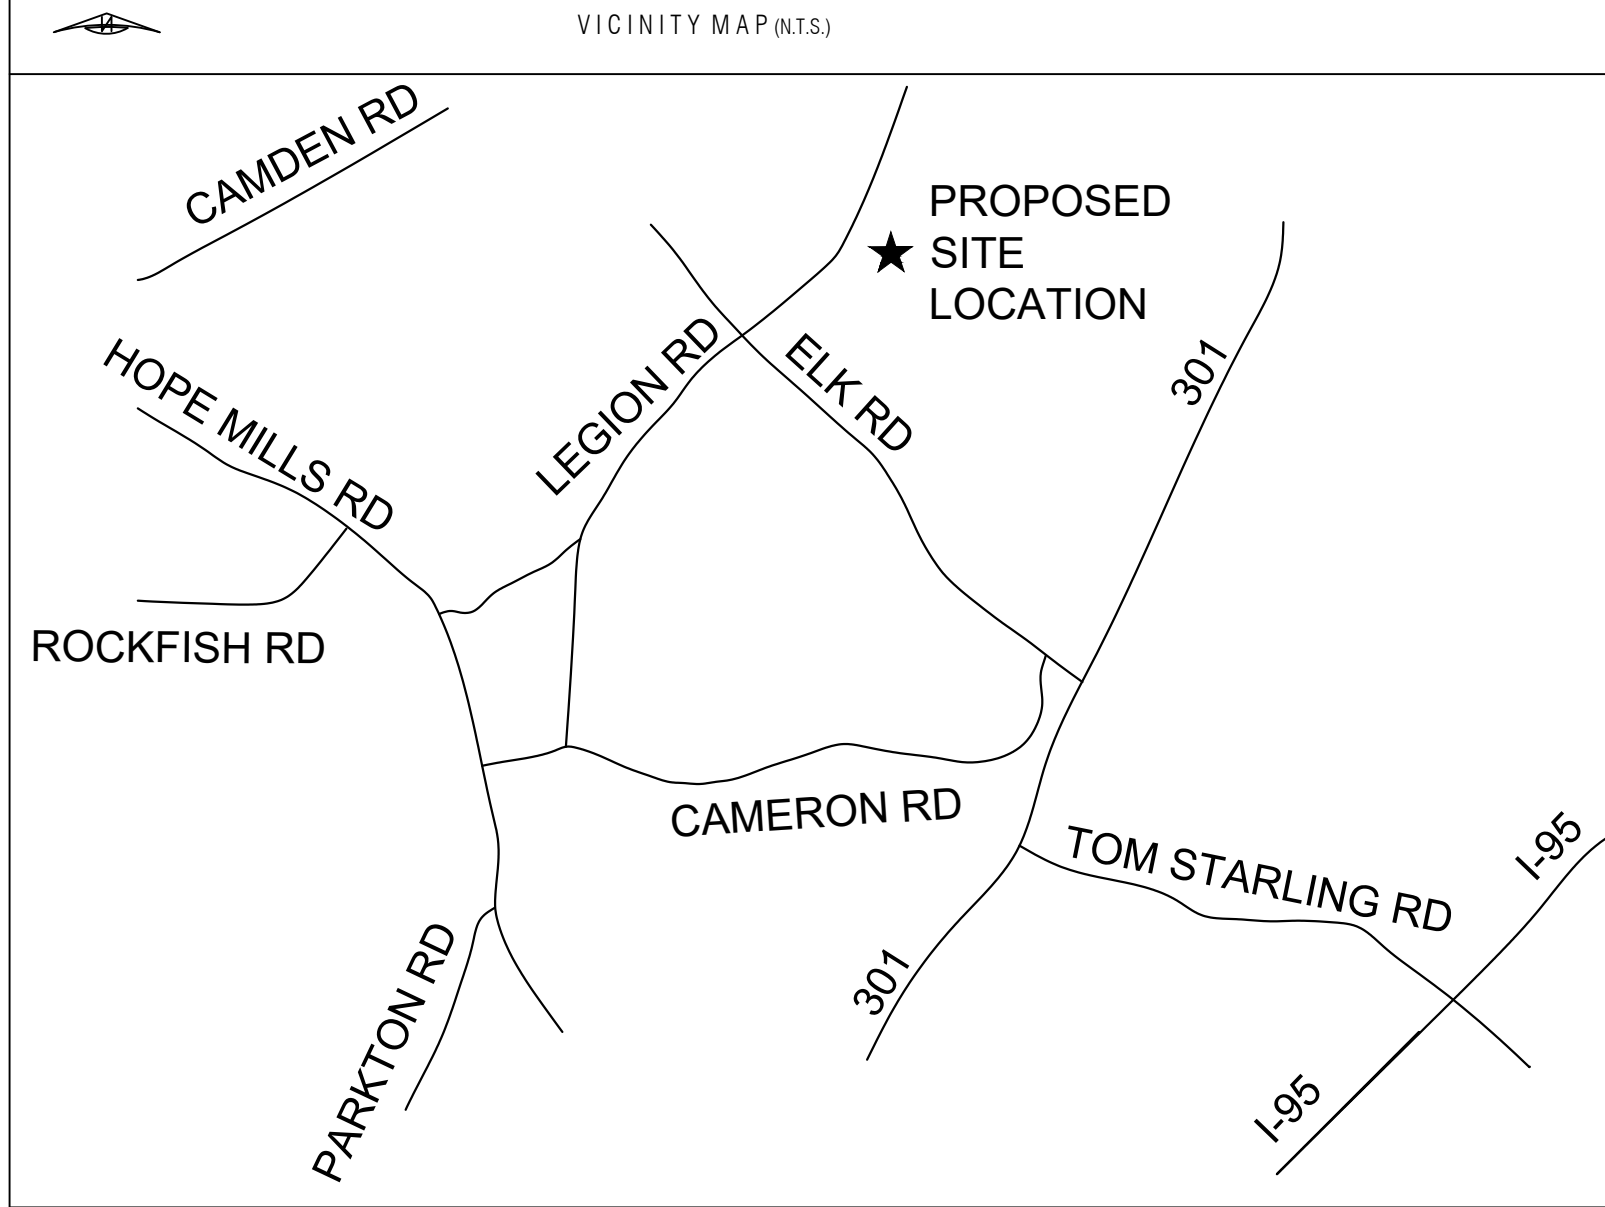 N
VICINITY MAP (N.T.S.)
CAMDEN RD
PROPOSED
SITE
LOCATION
HOPE MILLS RD
LEGION RD
ELK RD
301
ROCKFISH RD
CAMERON RD
TOM STARLING RD
I-95
PARKTON RD
301
I-95